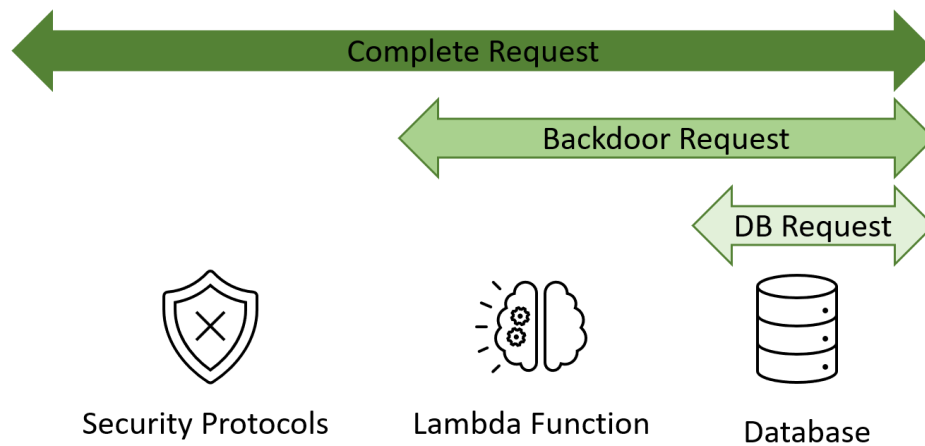 Complete Request
Backdoor Request
DB Request
Security Protocols
Lambda Function
Database